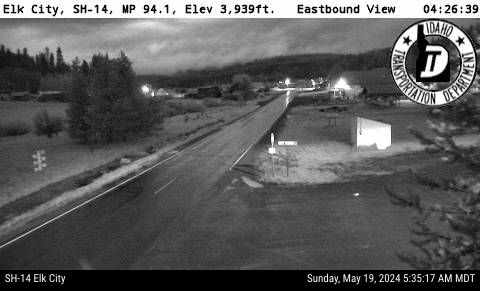 Elk City, SH-14, MP 94.1, Elev 3,939ft. Eastbound View 04:26:39
IDAHO
TRANSPORTATION DEPARTMENT
SH-14 Elk City Sunday, May 19, 2024 5:35:17 AM MDT